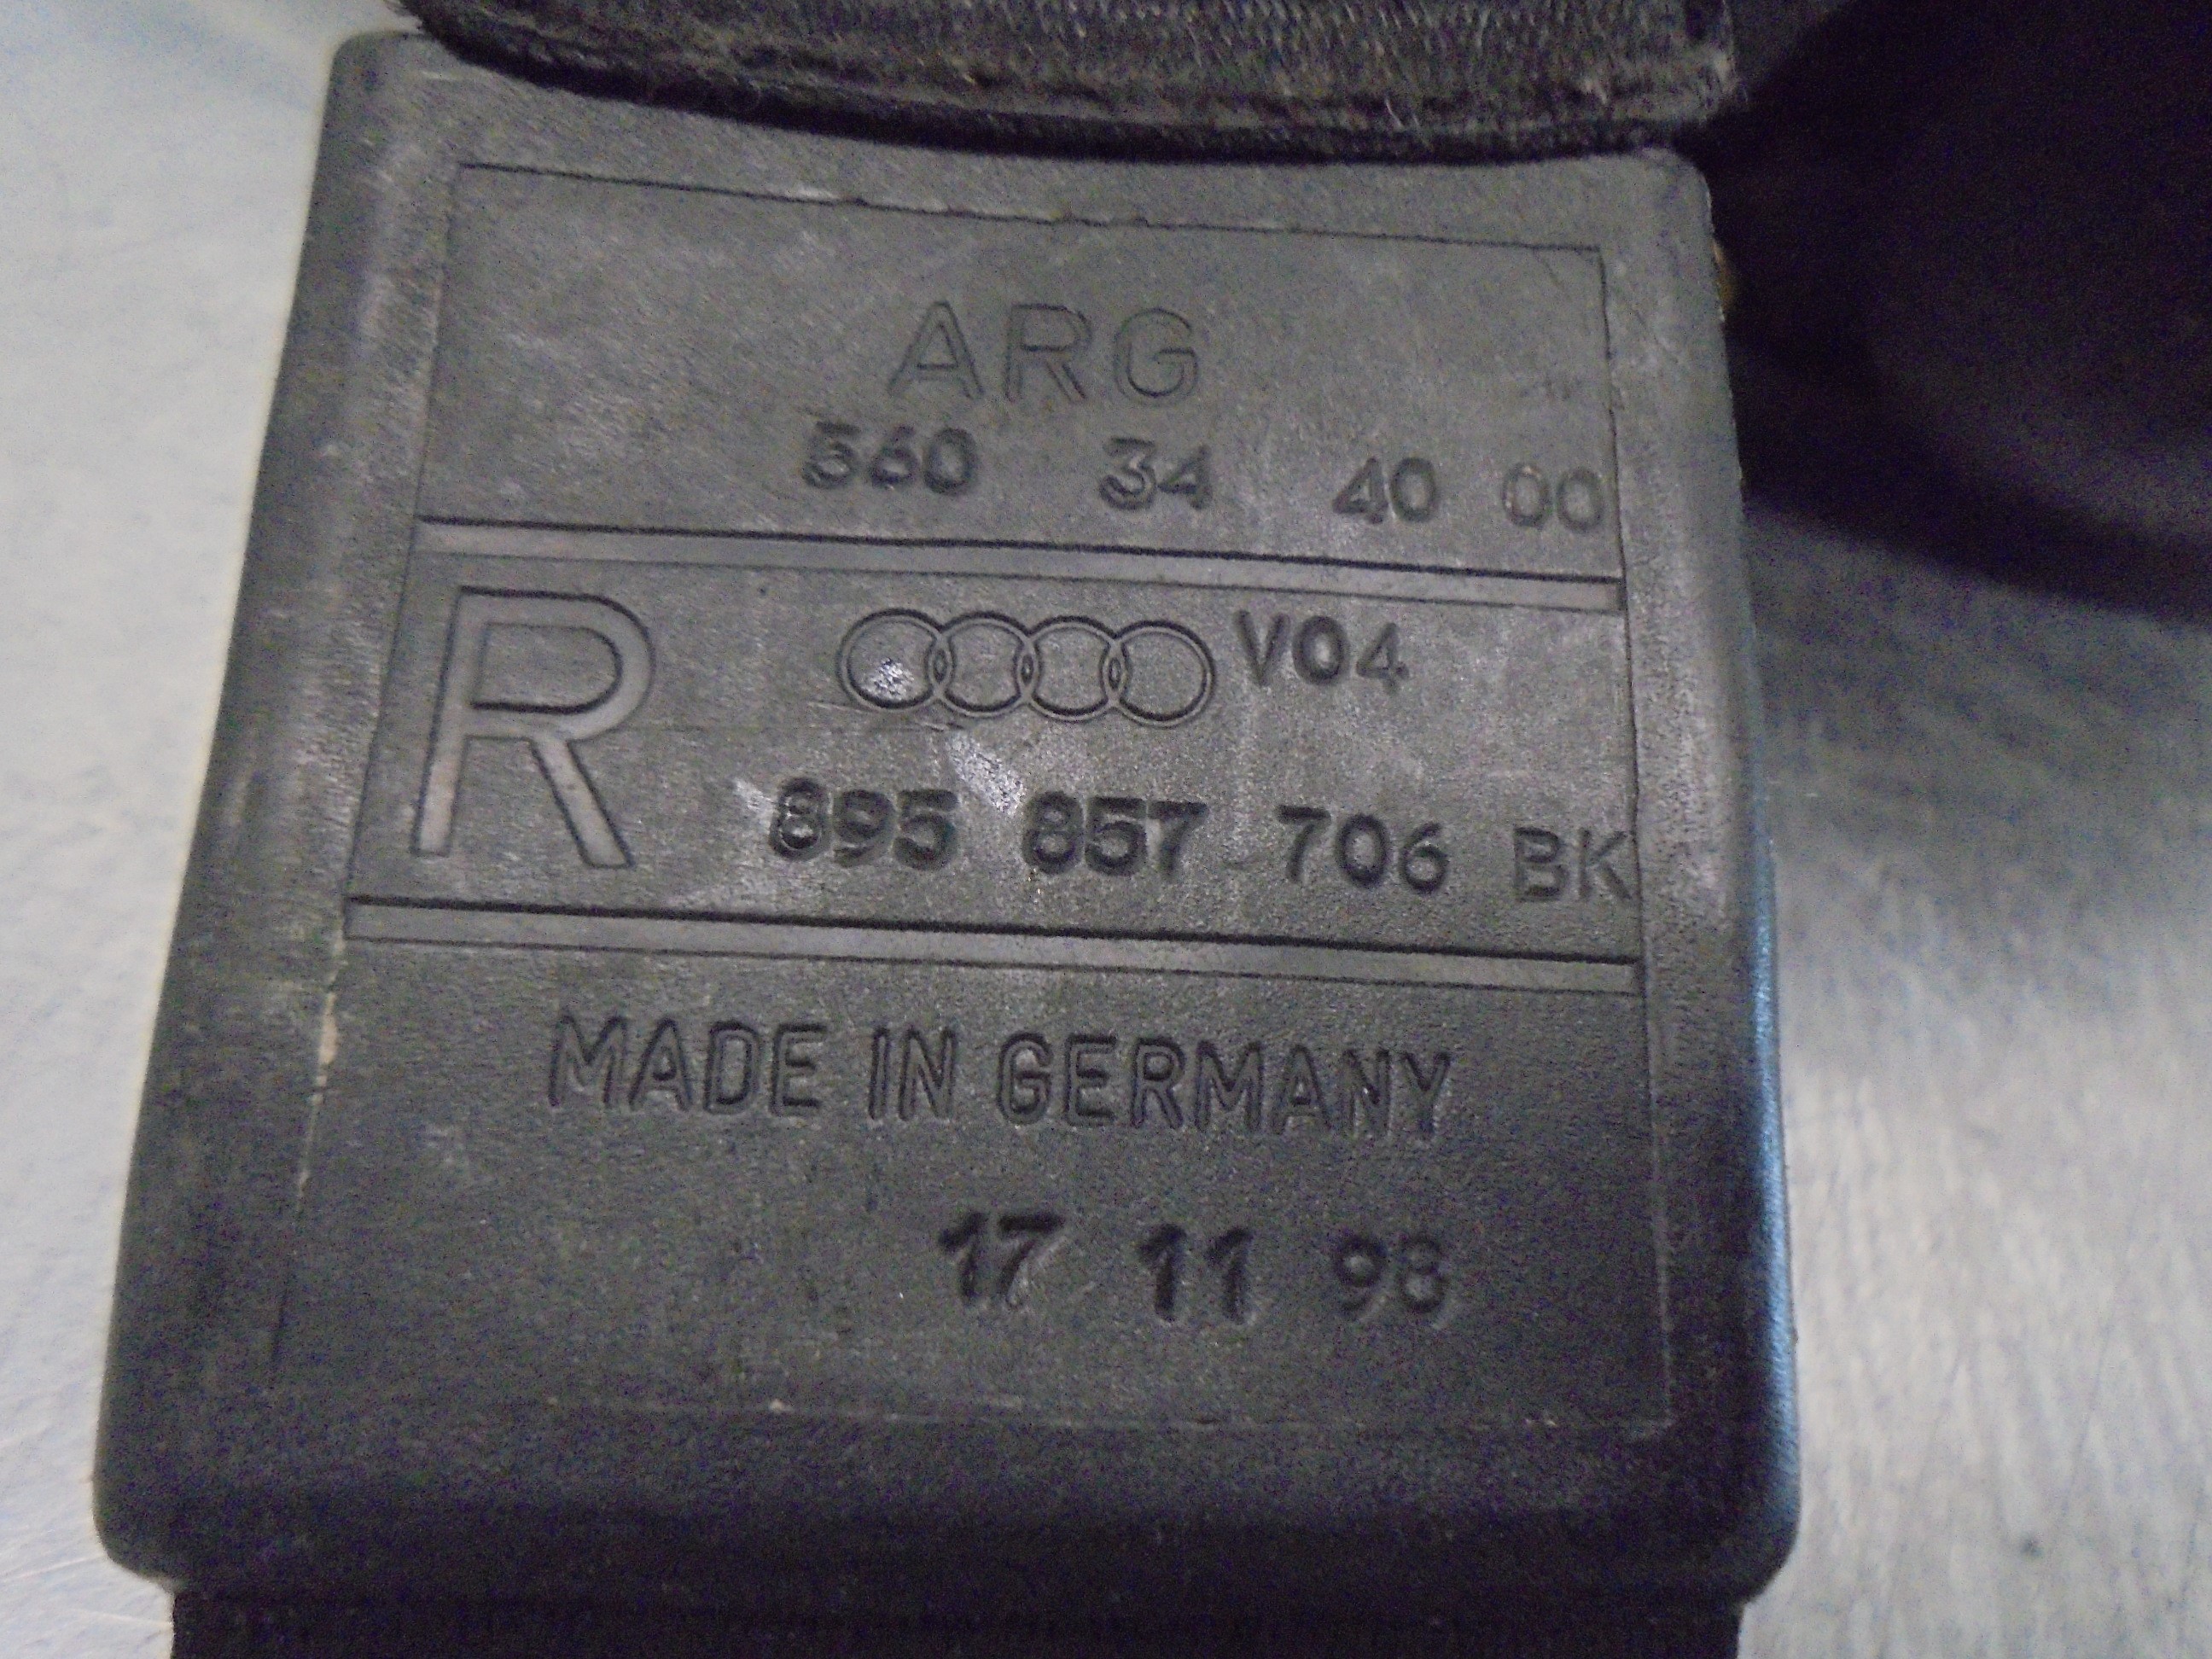 ARG
560 34 40 00
R V04
895 857 706 BK
MADE IN GERMANY
17 11 98